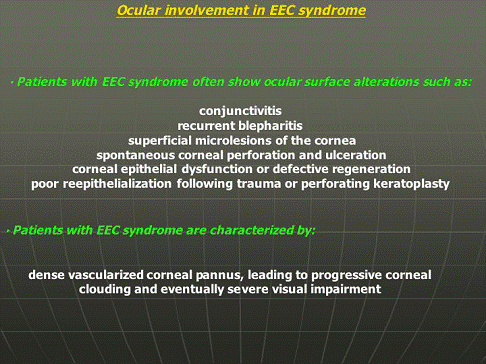 Ocular involvement in EEC syndrome
· Patients with EEC syndrome often show ocular surface alterations such as:
conjunctivitis
recurrent blepharitis
superficial microlesions of the cornea
spontaneous corneal perforation and ulceration
corneal epithelial dysfunction or defective regeneration
poor reepithelialization following trauma or perforating keratoplasty
· Patients with EEC syndrome are characterized by:
dense vascularized corneal pannus, leading to progressive corneal
clouding and eventually severe visual impairment